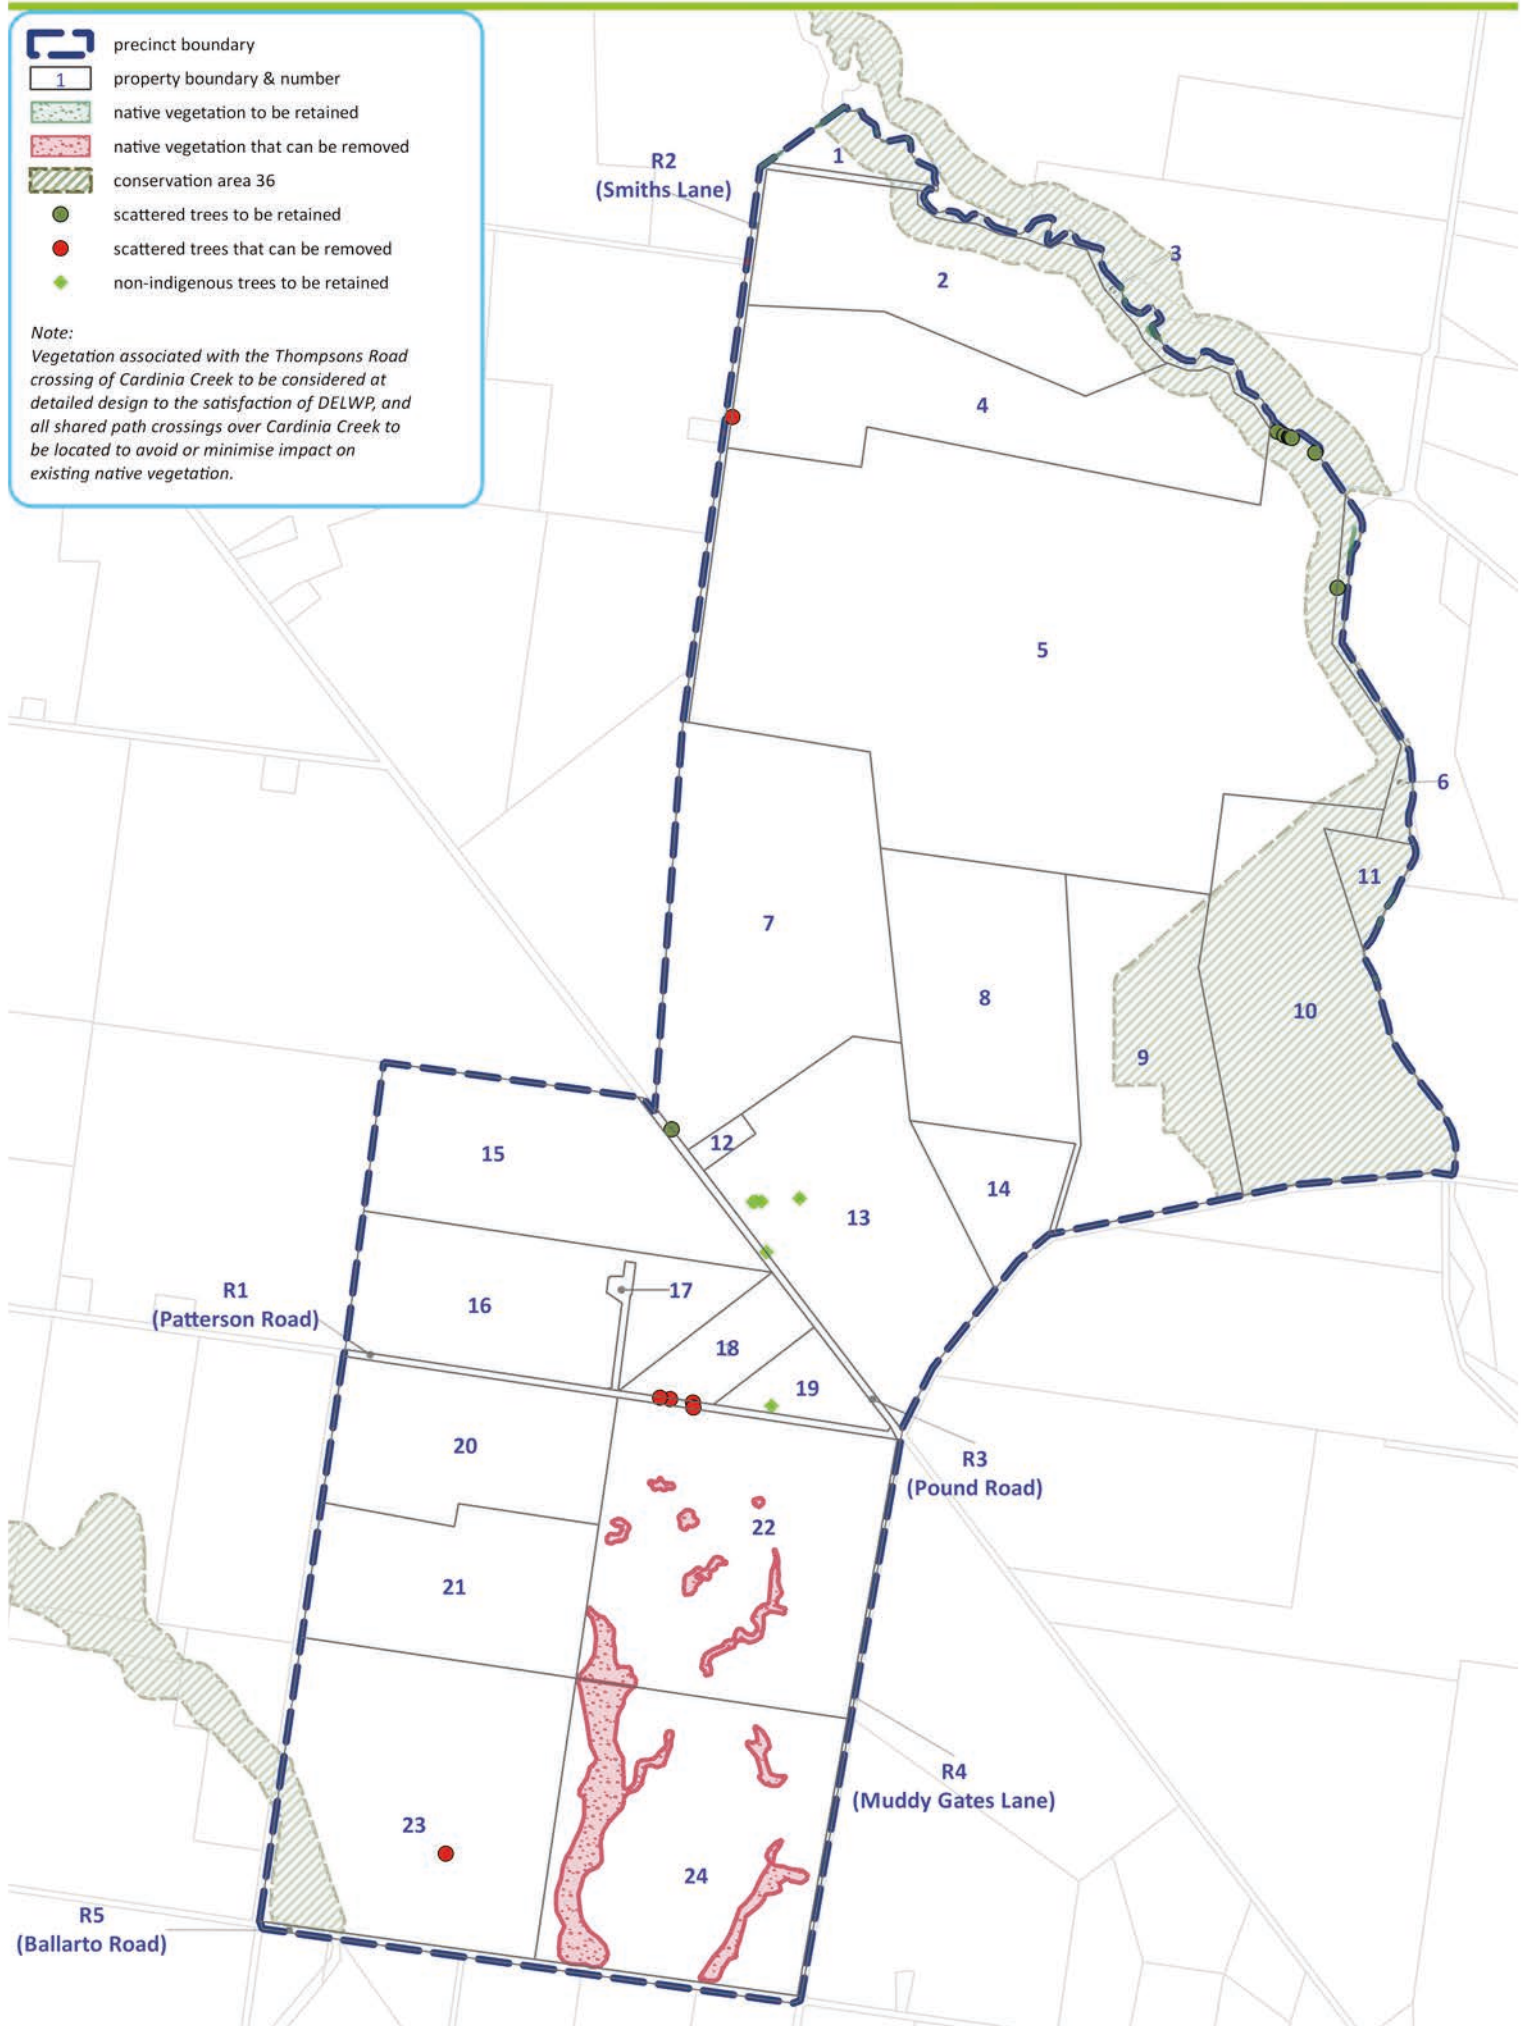 precinct boundary
1 property boundary & number
native vegetation to be retained
native vegetation that can be removed
conservation area 36
scattered trees to be retained
scattered trees that can be removed
non-indigenous trees to be retained
Note:
Vegetation associated with the Thompsons Road
crossing of Cardinia Creek to be considered at
detailed design to the satisfaction of DELWP, and
all shared path crossings over Cardinia Creek to
be located to avoid or minimise impact on
existing native vegetation.
1
R2
(Smiths Lane)
3
2
4
5
6
11
7
8
10
9
12
15
14
13
17
R1
(Patterson Road)
16
18
19
20
R3
(Pound Road)
22
21
R4
(Muddy Gates Lane)
23
24
R5
(Ballarto Road)